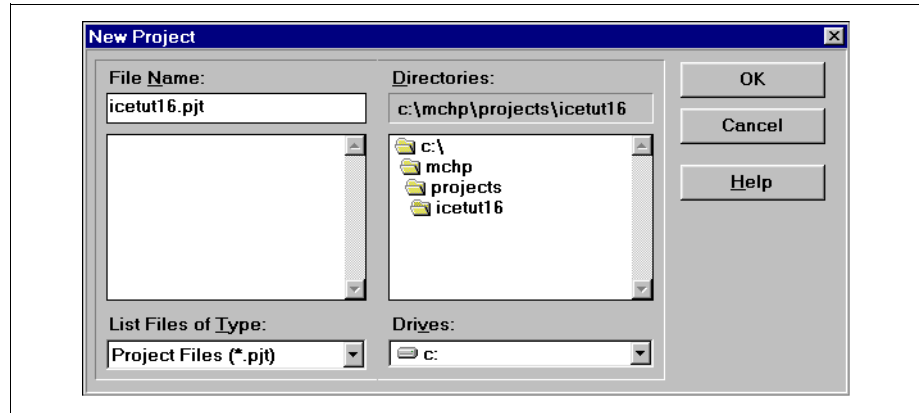 New Project
File Name:
icetut16.pjt
List Files of Type:
Project Files (*.pjt)
Directories:
c:\mchp\projects\icetut16
c:\
mchp
projects
icetut16
Drives:
c:
OK
Cancel
Help